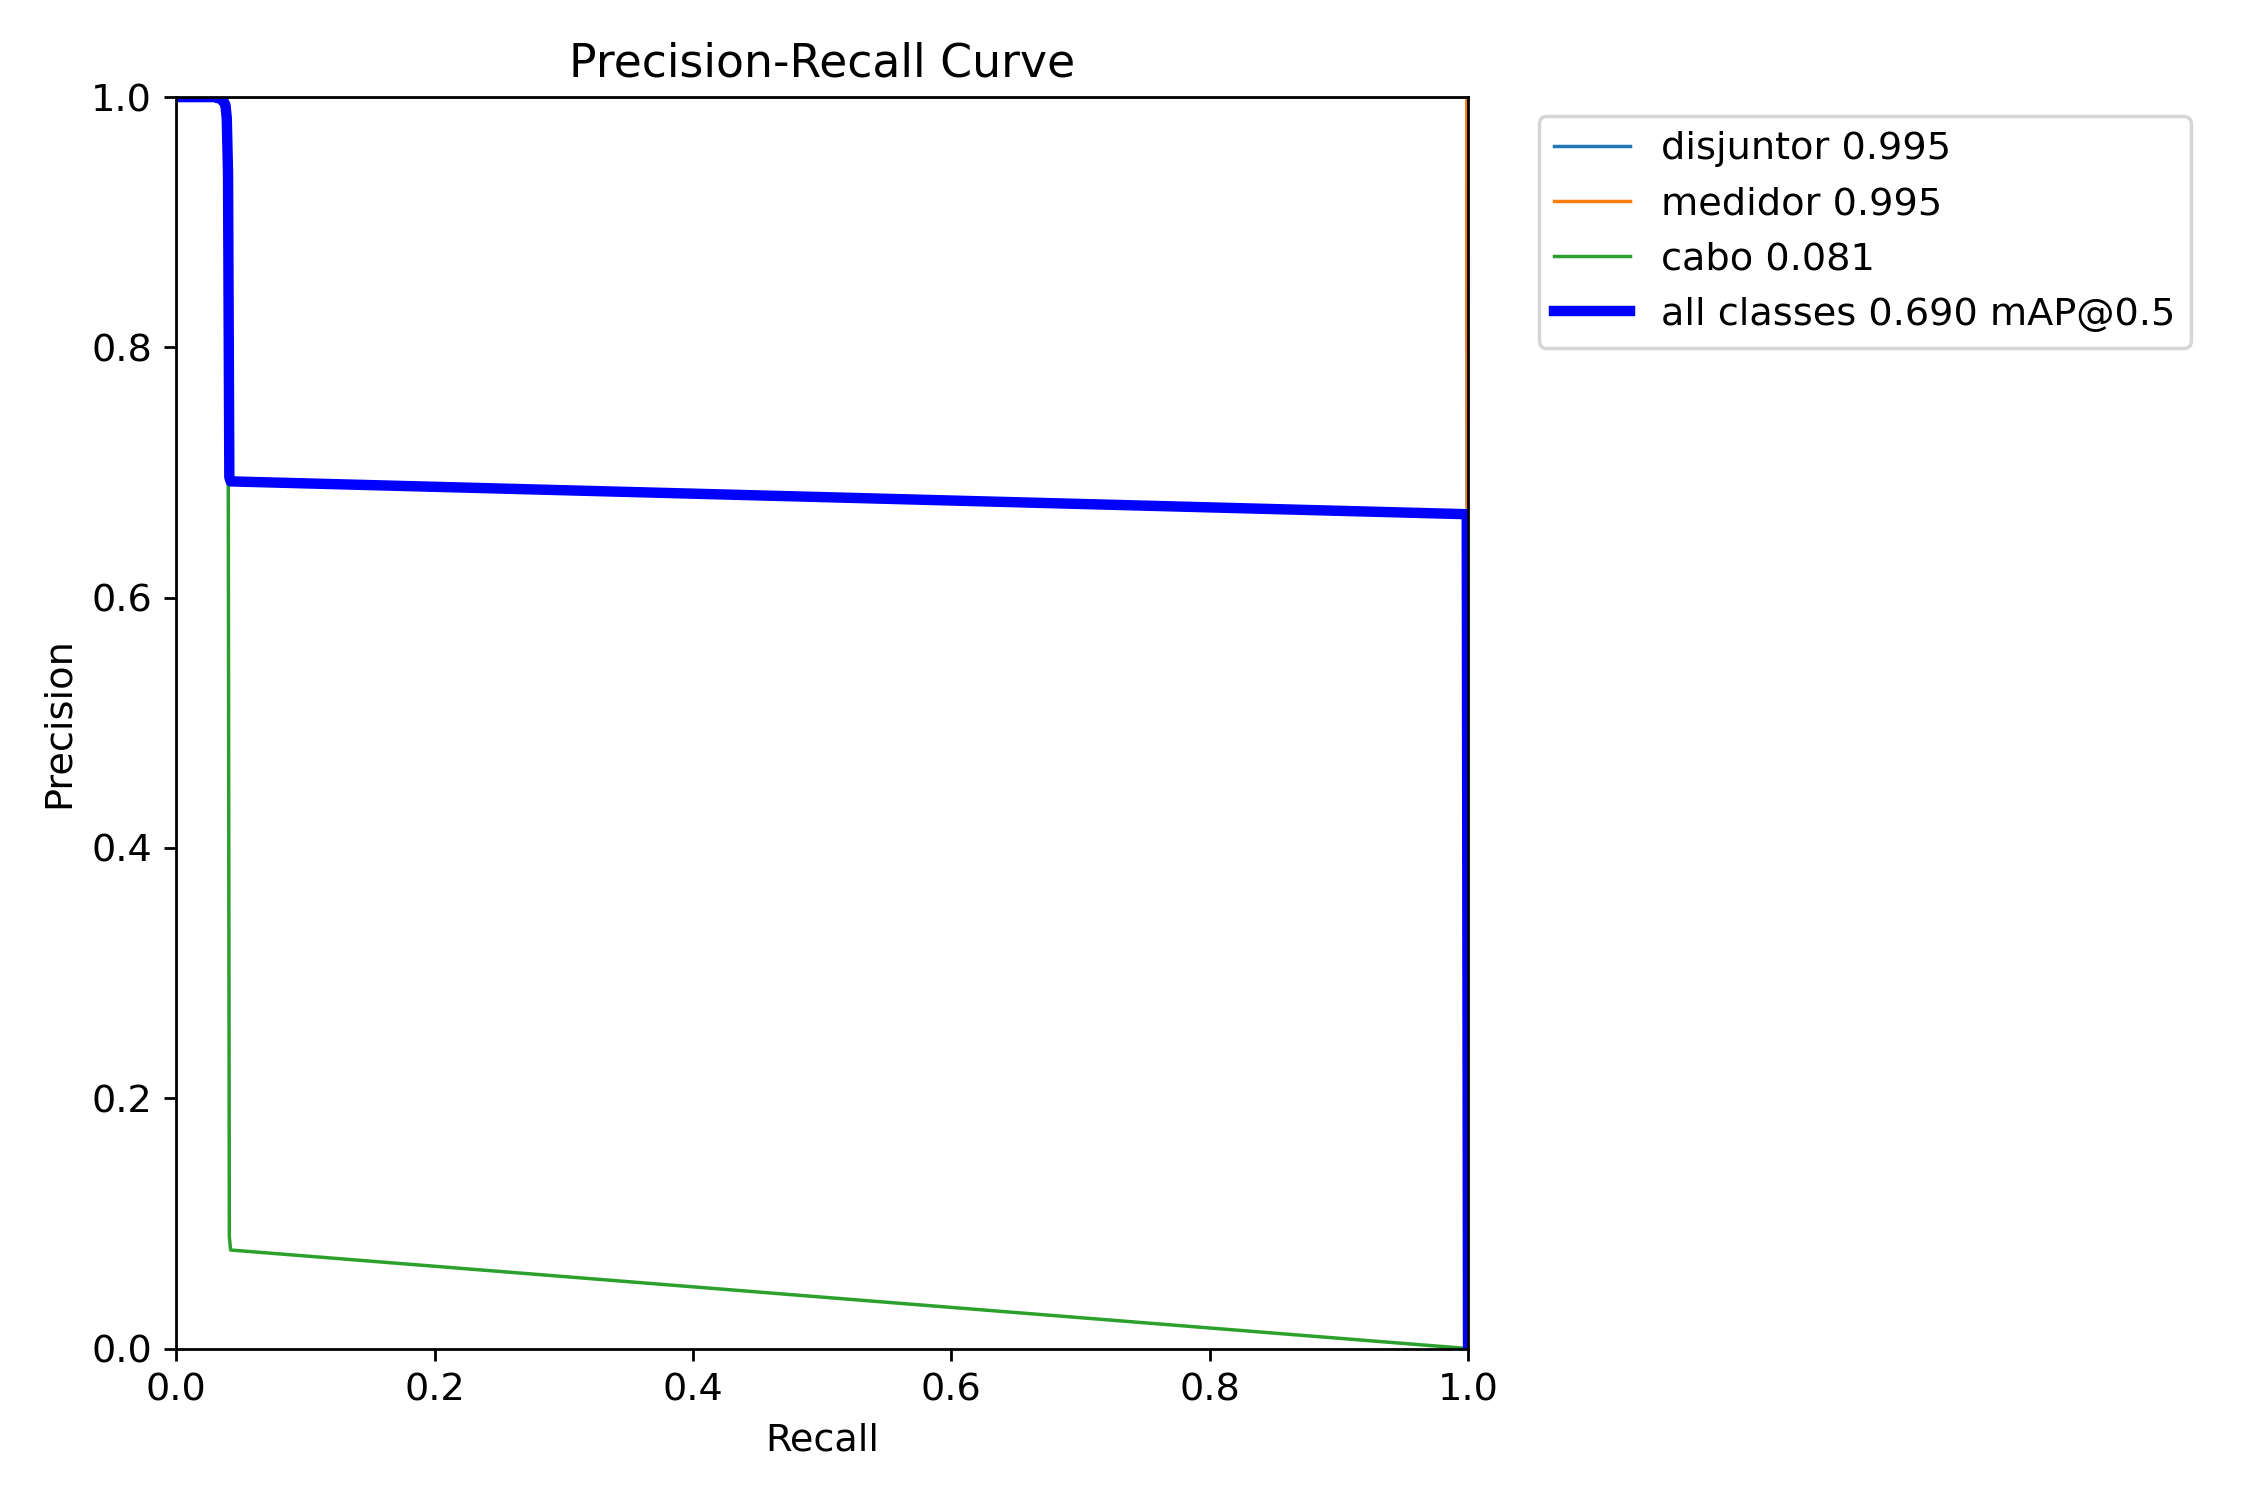 Precision-Recall Curve
1.0
0.8
0.6
0.4
0.2
0.0
Precision
0.0 0.2 0.4 0.6 0.8 1.0
Recall
disjuntor 0.995
medidor 0.995
cabo 0.081
all classes 0.690 mAP@0.5